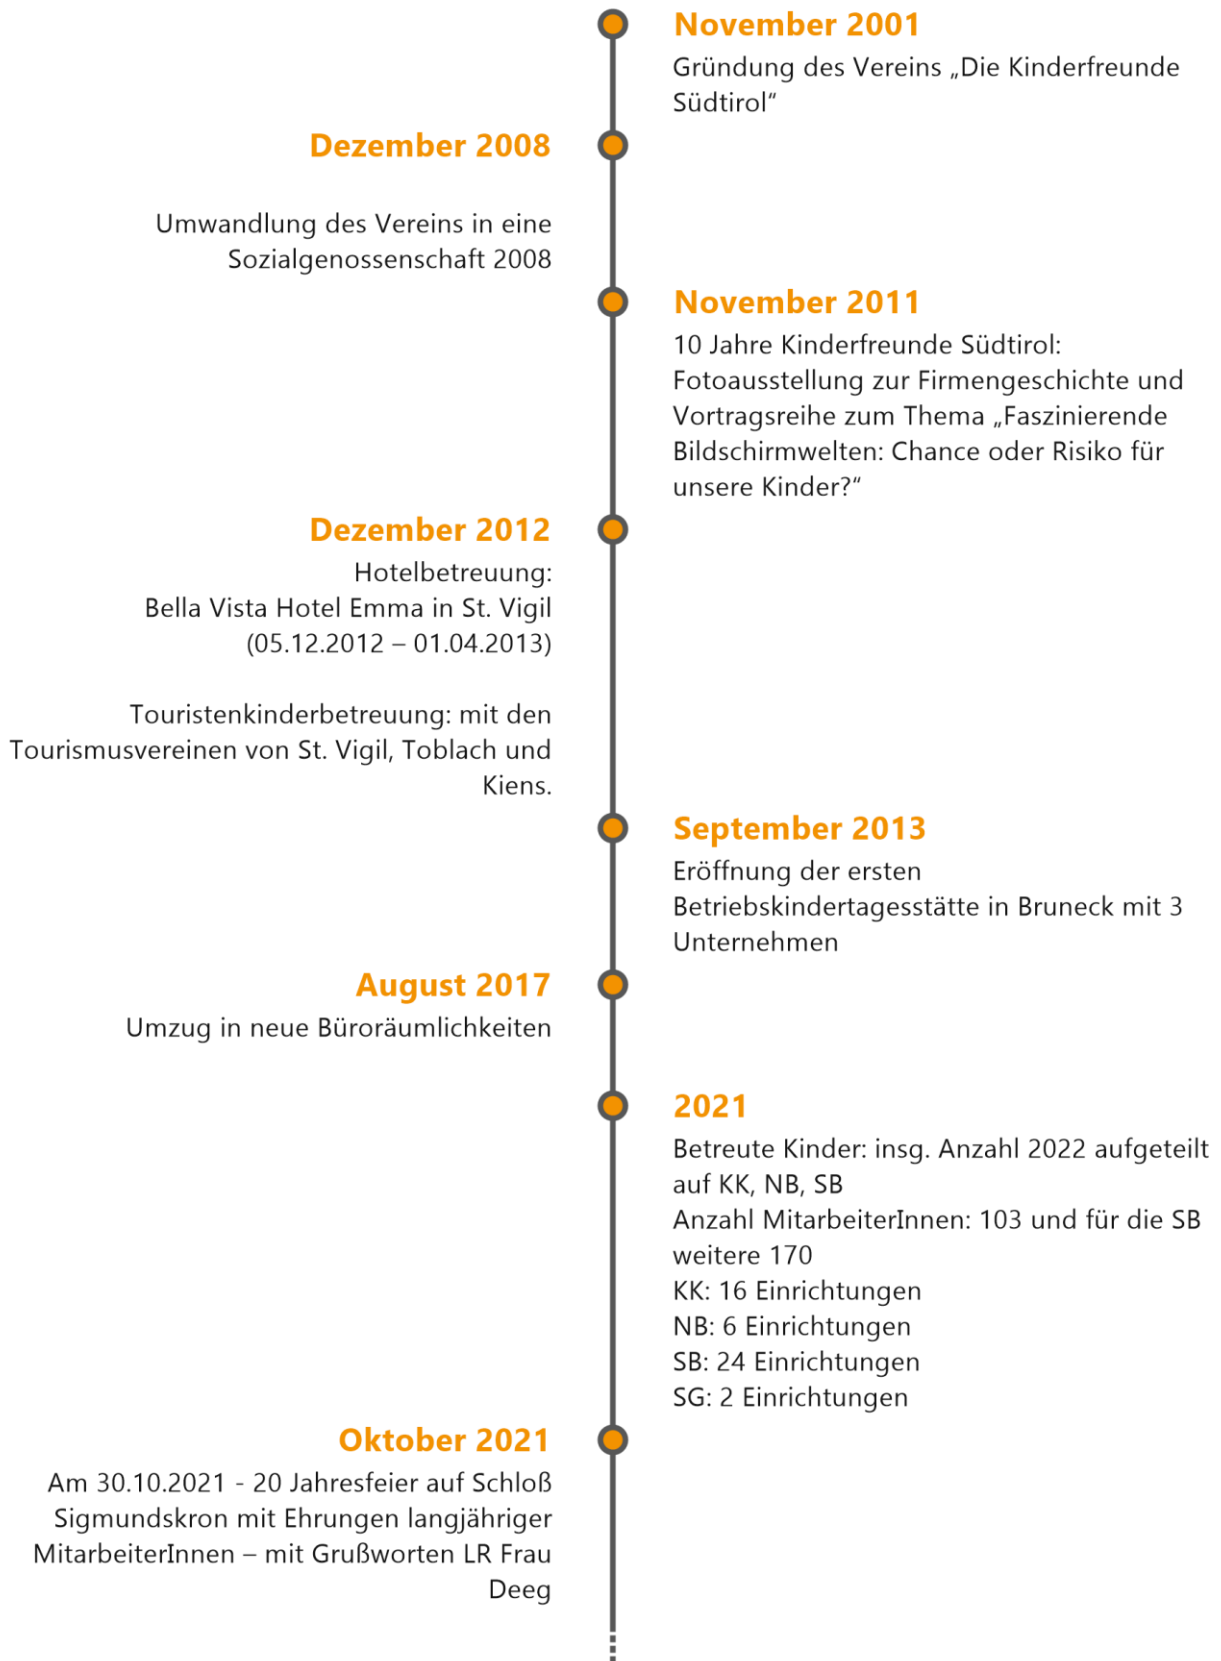 November 2001
Gründung des Vereins „Die Kinderfreunde
Südtirol“
Dezember 2008
Umwandlung des Vereins in eine
Sozialgenossenschaft 2008
November 2011
10 Jahre Kinderfreunde Südtirol:
Fotoausstellung zur Firmengeschichte und
Vortragsreihe zum Thema „Faszinierende
Bildschirmwelten: Chance oder Risiko für
unsere Kinder?“
Dezember 2012
Hotelbetreuung:
Bella Vista Hotel Emma in St. Vigil
(05.12.2012 – 01.04.2013)
Touristenkinderbetreuung: mit den
Tourismusvereinen von St. Vigil, Toblach und
Kiens.
September 2013
Eröffnung der ersten
Betriebskindertagesstätte in Bruneck mit 3
Unternehmen
August 2017
Umzug in neue Büroräumlichkeiten
2021
Betreute Kinder: insg. Anzahl 2022 aufgeteilt
auf KK, NB, SB
Anzahl MitarbeiterInnen: 103 und für die SB
weitere 170
KK: 16 Einrichtungen
NB: 6 Einrichtungen
SB: 24 Einrichtungen
SG: 2 Einrichtungen
Oktober 2021
Am 30.10.2021 - 20 Jahresfeier auf Schloß
Sigmundskron mit Ehrungen langjähriger
MitarbeiterInnen – mit Grußworten LR Frau
Deeg